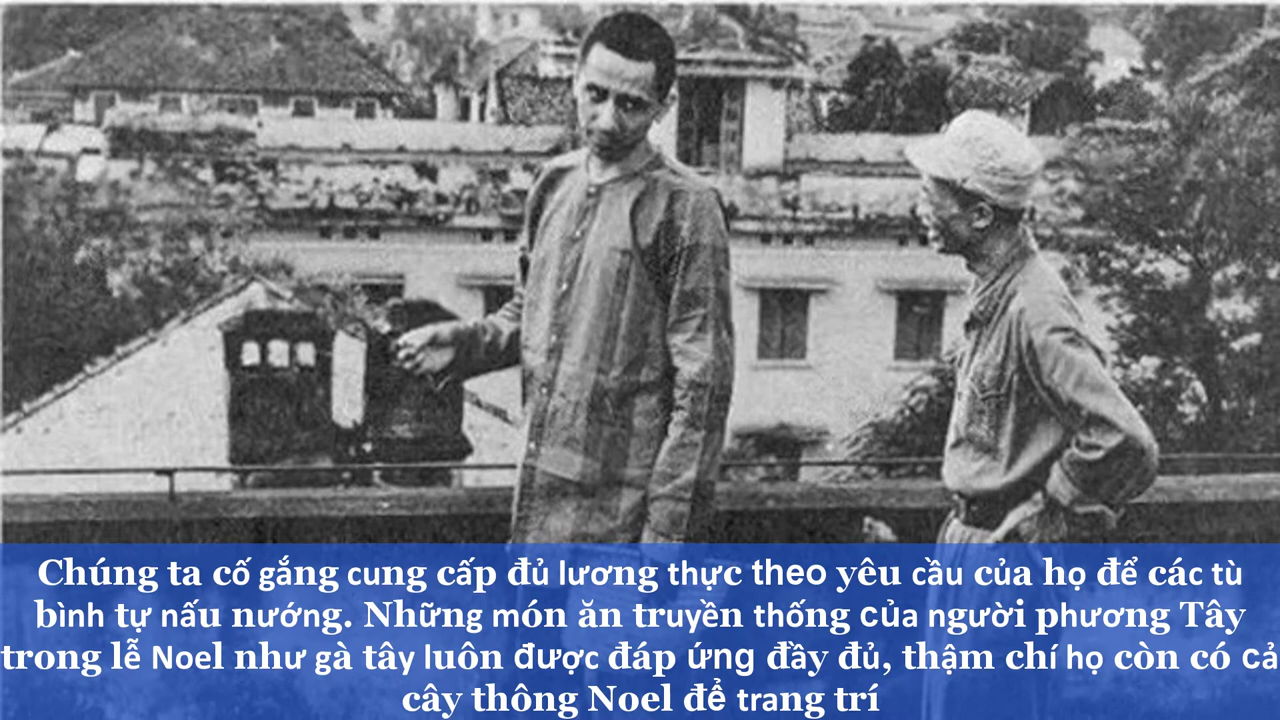 Chúng ta cố gắng cung cấp đủ lương thực theo yêu cầu của họ để các tù
bình tự nấu nướng. Những món ăn truyền thống của người phương Tây
trong lễ Noel như gà tây luôn được đáp ứng đầy đủ, thậm chí họ còn có cả
cây thông Noel để trang trí